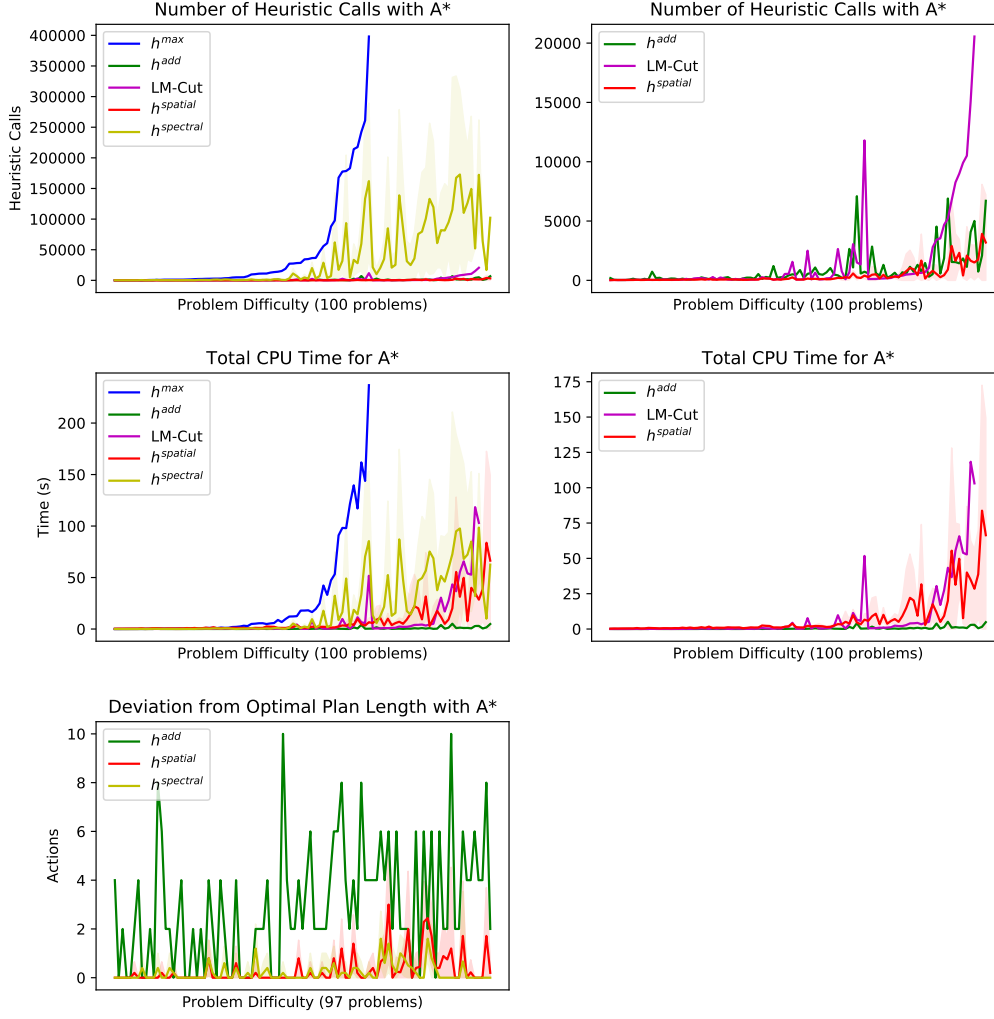 Number of Heuristic Calls with A*
Heuristic Calls
400000
350000
300000
250000
200000
150000
100000
50000
0
h^max
h^add
LM-Cut
h^spatial
h^spectral
Problem Difficulty (100 problems)
Number of Heuristic Calls with A*
20000
15000
10000
5000
0
h^add
LM-Cut
h^spatial
Problem Difficulty (100 problems)
Total CPU Time for A*
Time (s)
200
150
100
50
0
h^max
h^add
LM-Cut
h^spatial
h^spectral
Problem Difficulty (100 problems)
Total CPU Time for A*
175
150
125
100
75
50
25
0
h^add
LM-Cut
h^spatial
Problem Difficulty (100 problems)
Deviation from Optimal Plan Length with A*
Actions
10
8
6
4
2
0
h^add
h^spatial
h^spectral
Problem Difficulty (97 problems)